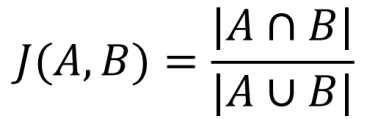 J(A, B) = |A ∩ B| / |A ∪ B|